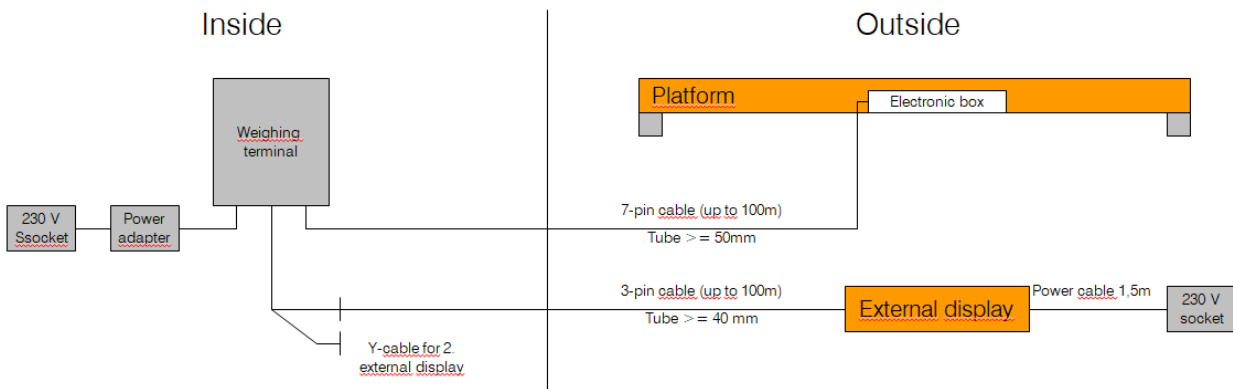 Inside
Outside
Platform
Electronic box
Weighing
terminal
230 V
Ssocket
Power
adapter
7-pin cable (up to 100m)
Tube >= 50mm
3-pin cable (up to 100m)
Tube >= 40 mm
External display
Power cable 1,5m
230 V
socket
Y-cable for 2.
external display